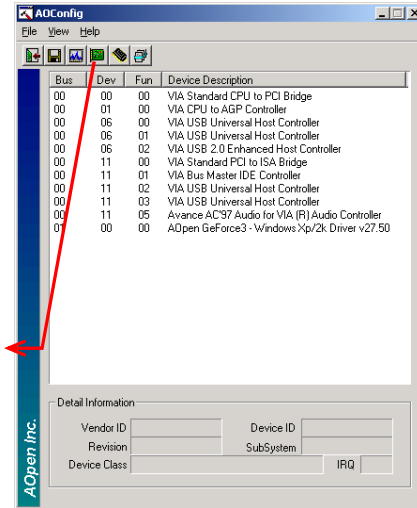 AOConfig
File View Help
Bus Dev Fun Device Description
00 00 00 VIA Standard CPU to PCI Bridge
00 01 00 VIA CPU to AGP Controller
00 06 00 VIA USB Universal Host Controller
00 06 01 VIA USB Universal Host Controller
00 06 02 VIA USB 2.0 Enhanced Host Controller
00 11 00 VIA Standard PCI to ISA Bridge
00 11 01 VIA Bus Master IDE Controller
00 11 02 VIA USB Universal Host Controller
00 11 03 VIA USB Universal Host Controller
00 11 05 Avance AC'97 Audio for VIA (R) Audio Controller
01 00 00 AOpen GeForce3 - Windows Xp/2k Driver v27.50
Detail Information
Vendor ID Device ID
Revision SubSystem
Device Class IRQ
AOpen Inc.